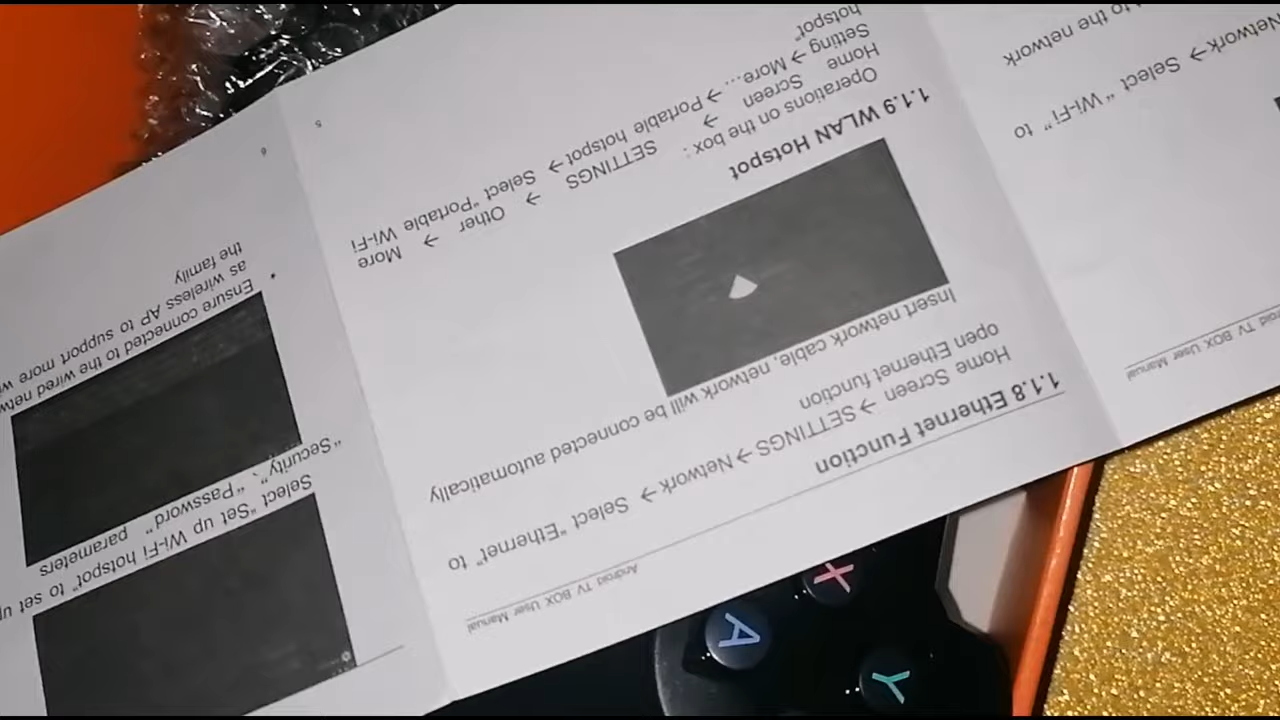 Android TV BOX User Manual
Network → Select “Wi-Fi” to
to the network
Android TV BOX User Manual
1.1.8 Ethernet Function
Home Screen → SETTINGS → Network → Select “Ethernet” to
open Ethernet function
Insert network cable, network will be connected automatically
1.1.9 WLAN Hotspot
Operations on the box :
Home Screen → SETTINGS → Other → More
Setting → More… → Portable hotspot → Select “Portable Wi-Fi
hotspot”
5
Select “Set up Wi-Fi hotspot” to set up
“Security”、“Password” parameters
Ensure connected to the wired
as wireless AP to support more
the family
6
A
X
Y